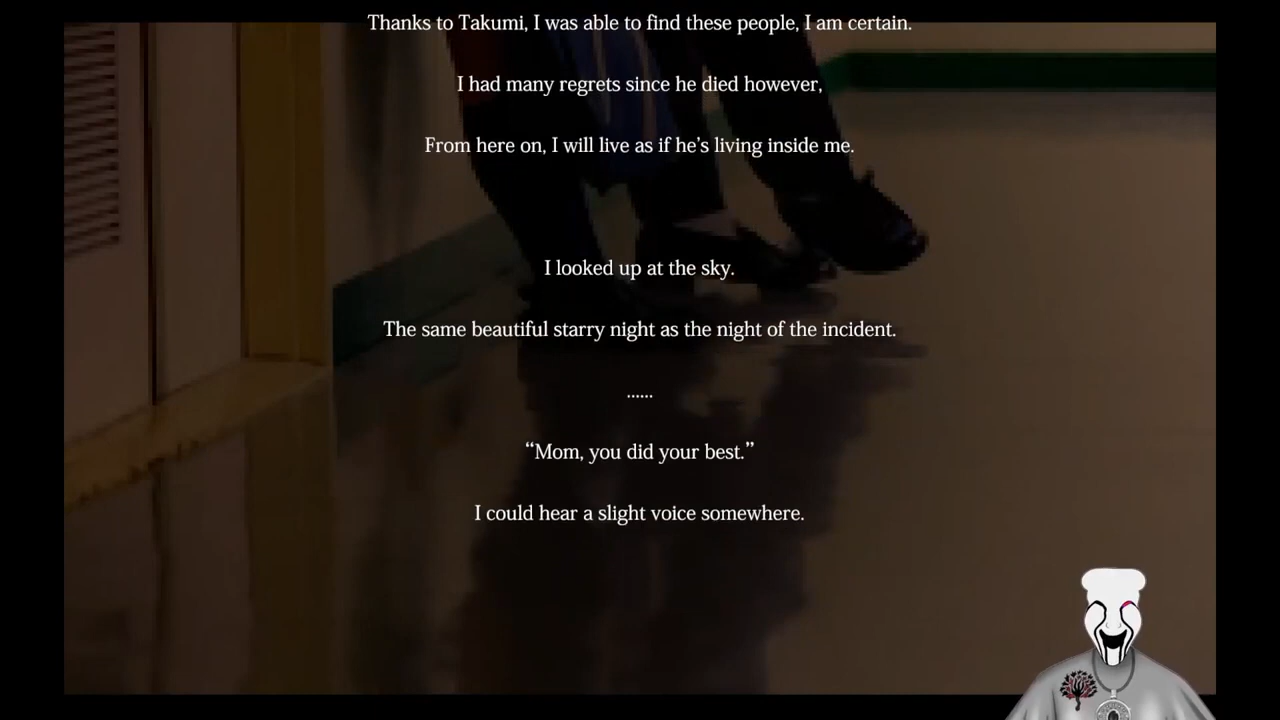 Thanks to Takumi, I was able to find these people, I am certain.
I had many regrets since he died however,
From here on, I will live as if he's living inside me.
I looked up at the sky.
The same beautiful starry night as the night of the incident.
......
“Mom, you did your best.”
I could hear a slight voice somewhere.